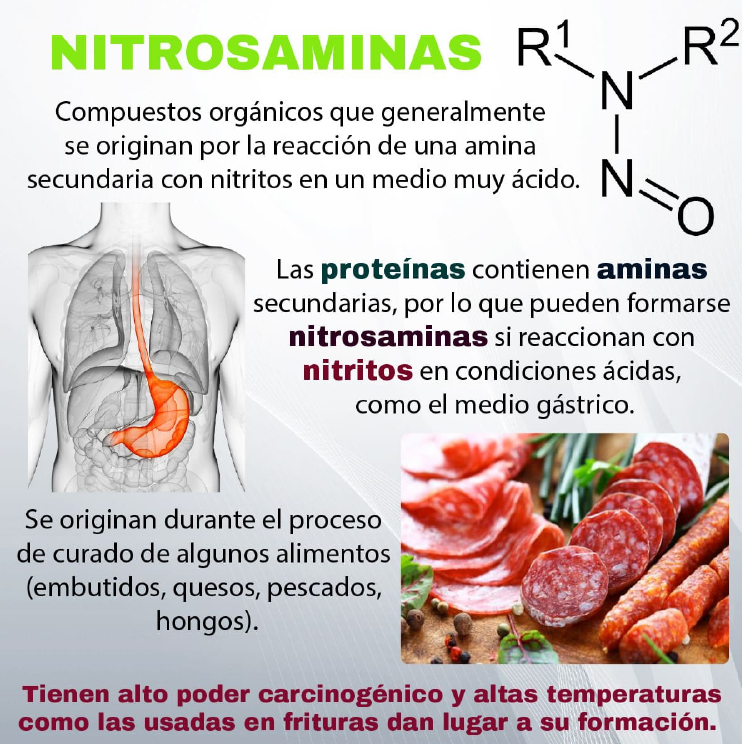 NITROSAMINAS
R1 R2
N
N
O
Compuestos orgánicos que generalmente
se originan por la reacción de una amina
secundaria con nitritos en un medio muy ácido.
Las proteínas contienen aminas
secundarias, por lo que pueden formarse
nitrosaminas si reaccionan con
nitritos en condiciones ácidas,
como el medio gástrico.
Se originan durante el proceso
de curado de algunos alimentos
(embutidos, quesos, pescados,
hongos).
Tienen alto poder carcinogénico y altas temperaturas
como las usadas en frituras dan lugar a su formación.